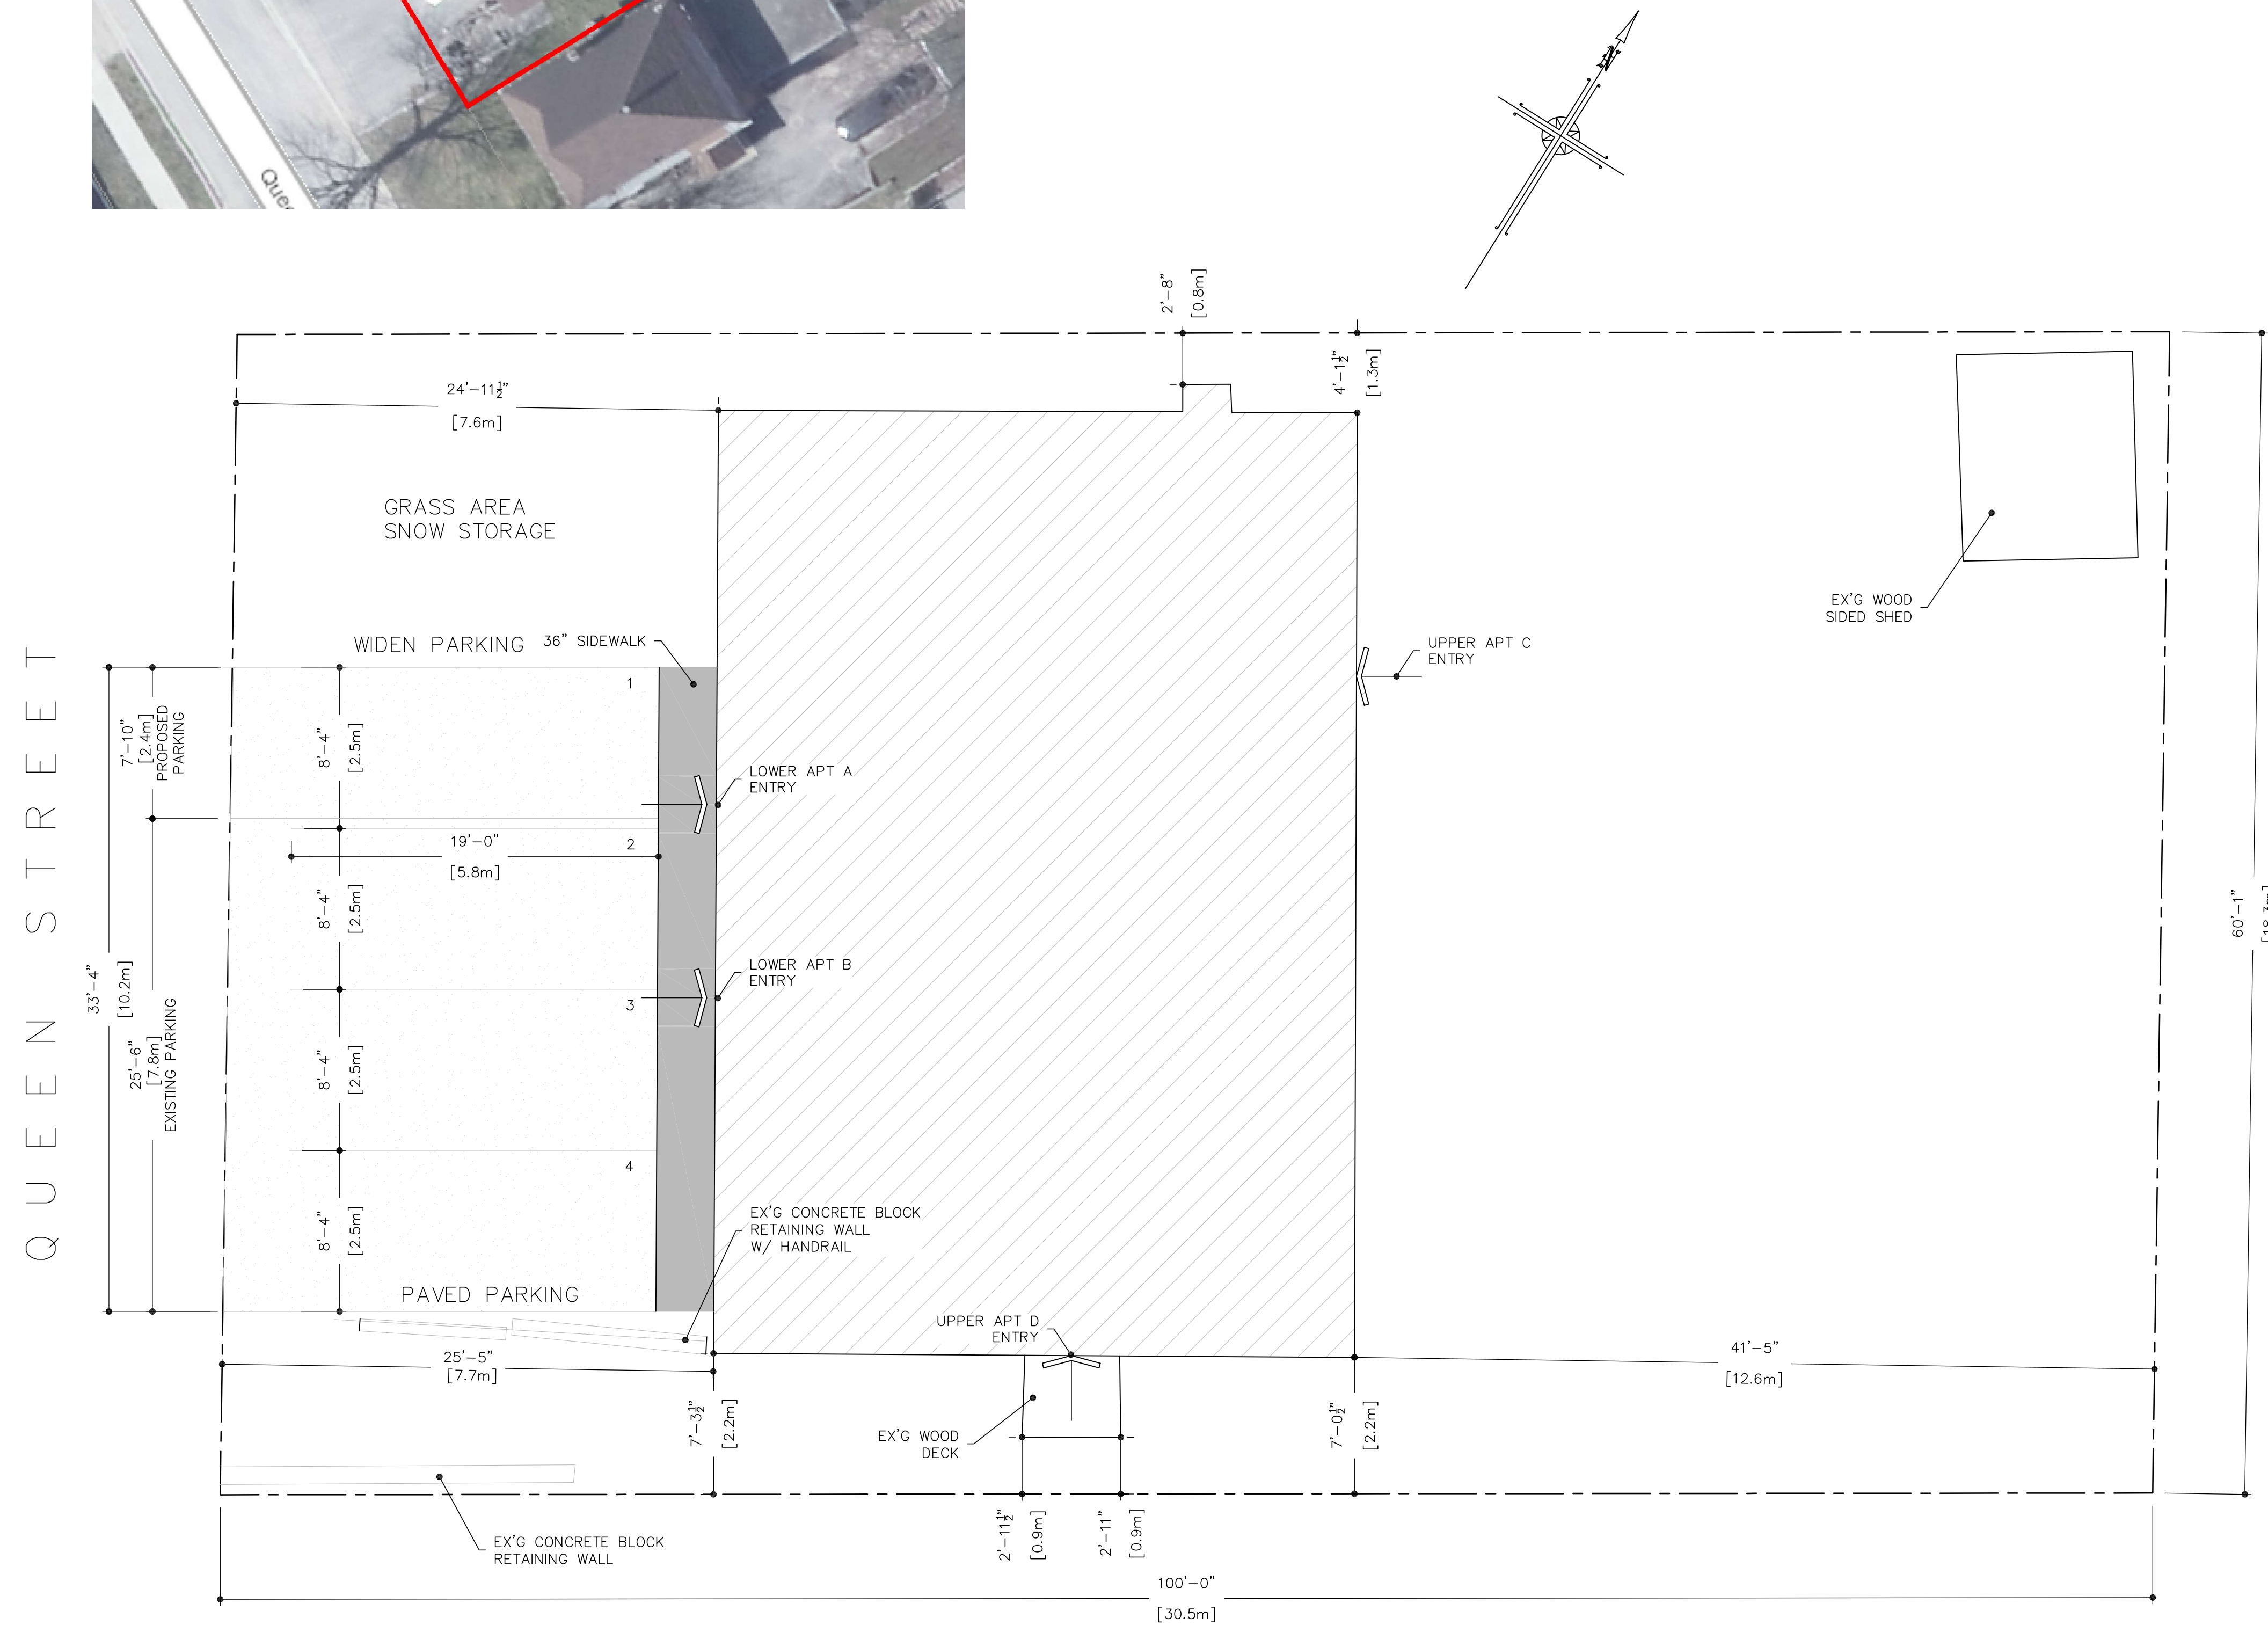 Quee
N
2'-8"
[0.8m]
4'-1½"
[1.3m]
24'-11½"
[7.6m]
GRASS AREA
SNOW STORAGE
WIDEN PARKING
36" SIDEWALK
EX'G WOOD
SIDED SHED
UPPER APT C
ENTRY
1
7'-10"
[2.4m]
PROPOSED
PARKING
8'-4"
[2.5m]
LOWER APT A
ENTRY
19'-0"
[5.8m]
2
8'-4"
[2.5m]
60'-1"
QUEEN STREET
33'-4"
[10.2m]
LOWER APT B
ENTRY
3
25'-6"
[7.8m]
EXISTING PARKING
8'-4"
[2.5m]
4
8'-4"
[2.5m]
EX'G CONCRETE BLOCK
RETAINING WALL
W/ HANDRAIL
PAVED PARKING
UPPER APT D
ENTRY
25'-5"
[7.7m]
41'-5"
[12.6m]
7'-3½"
[2.2m]
EX'G WOOD
DECK
7'-0½"
[2.2m]
2'-11½"
[0.9m]
2'-11"
[0.9m]
EX'G CONCRETE BLOCK
RETAINING WALL
100'-0"
[30.5m]